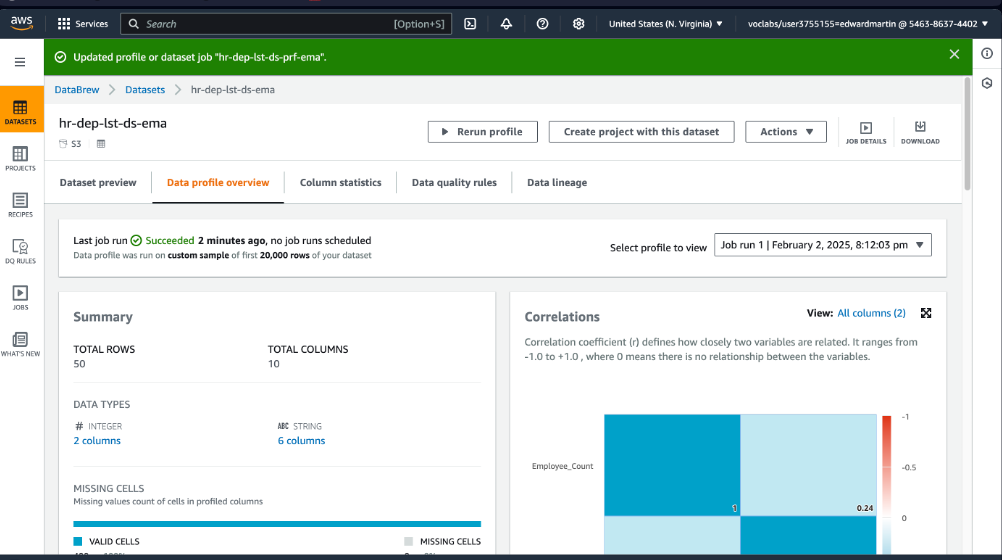 aws
Services
Search [Option+S]
United States (N. Virginia)
voclabs/user3755155=edwardmartin @ 5463-8637-4402
Updated profile or dataset job "hr-dep-lst-ds-prf-ema".
DATASETS
PROJECTS
RECIPES
DQ RULES
JOBS
WHAT'S NEW
DataBrew
Datasets
hr-dep-lst-ds-ema
hr-dep-lst-ds-ema
S3
Rerun profile
Create project with this dataset
Actions
JOB DETAILS
DOWNLOAD
Dataset preview
Data profile overview
Column statistics
Data quality rules
Data lineage
Last job run Succeeded 2 minutes ago, no job runs scheduled
Data profile was run on custom sample of first 20,000 rows of your dataset
Select profile to view
Job run 1 | February 2, 2025, 8:12:03 pm
Summary
TOTAL ROWS
50
TOTAL COLUMNS
10
DATA TYPES
# INTEGER
2 columns
ABC STRING
6 columns
MISSING CELLS
Missing values count of cells in profiled columns
VALID CELLS
MISSING CELLS
Correlations
View: All columns (2)
Correlation coefficient (r) defines how closely two variables are related. It ranges from
-1.0 to +1.0 , where 0 means there is no relationship between the variables.
Employee_Count
1
0.24
-1
-0.5
0